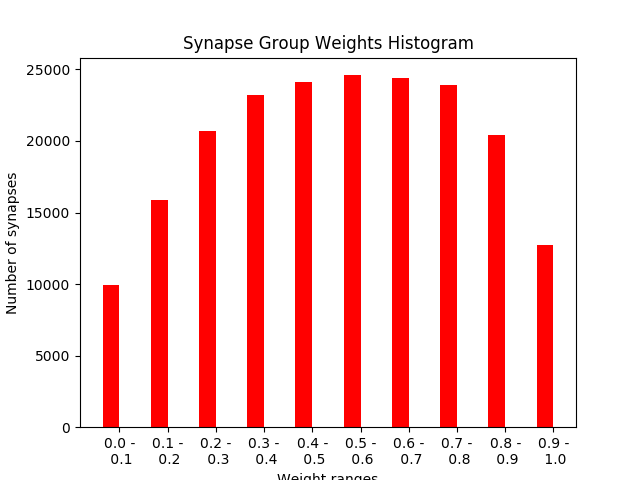 Synapse Group Weights Histogram
Number of synapses
25000
20000
15000
10000
5000
0
0.0 - 0.1 - 0.2 - 0.3 - 0.4 - 0.5 - 0.6 - 0.7 - 0.8 - 0.9 -
0.1 0.2 0.3 0.4 0.5 0.6 0.7 0.8 0.9 1.0
Weight ranges